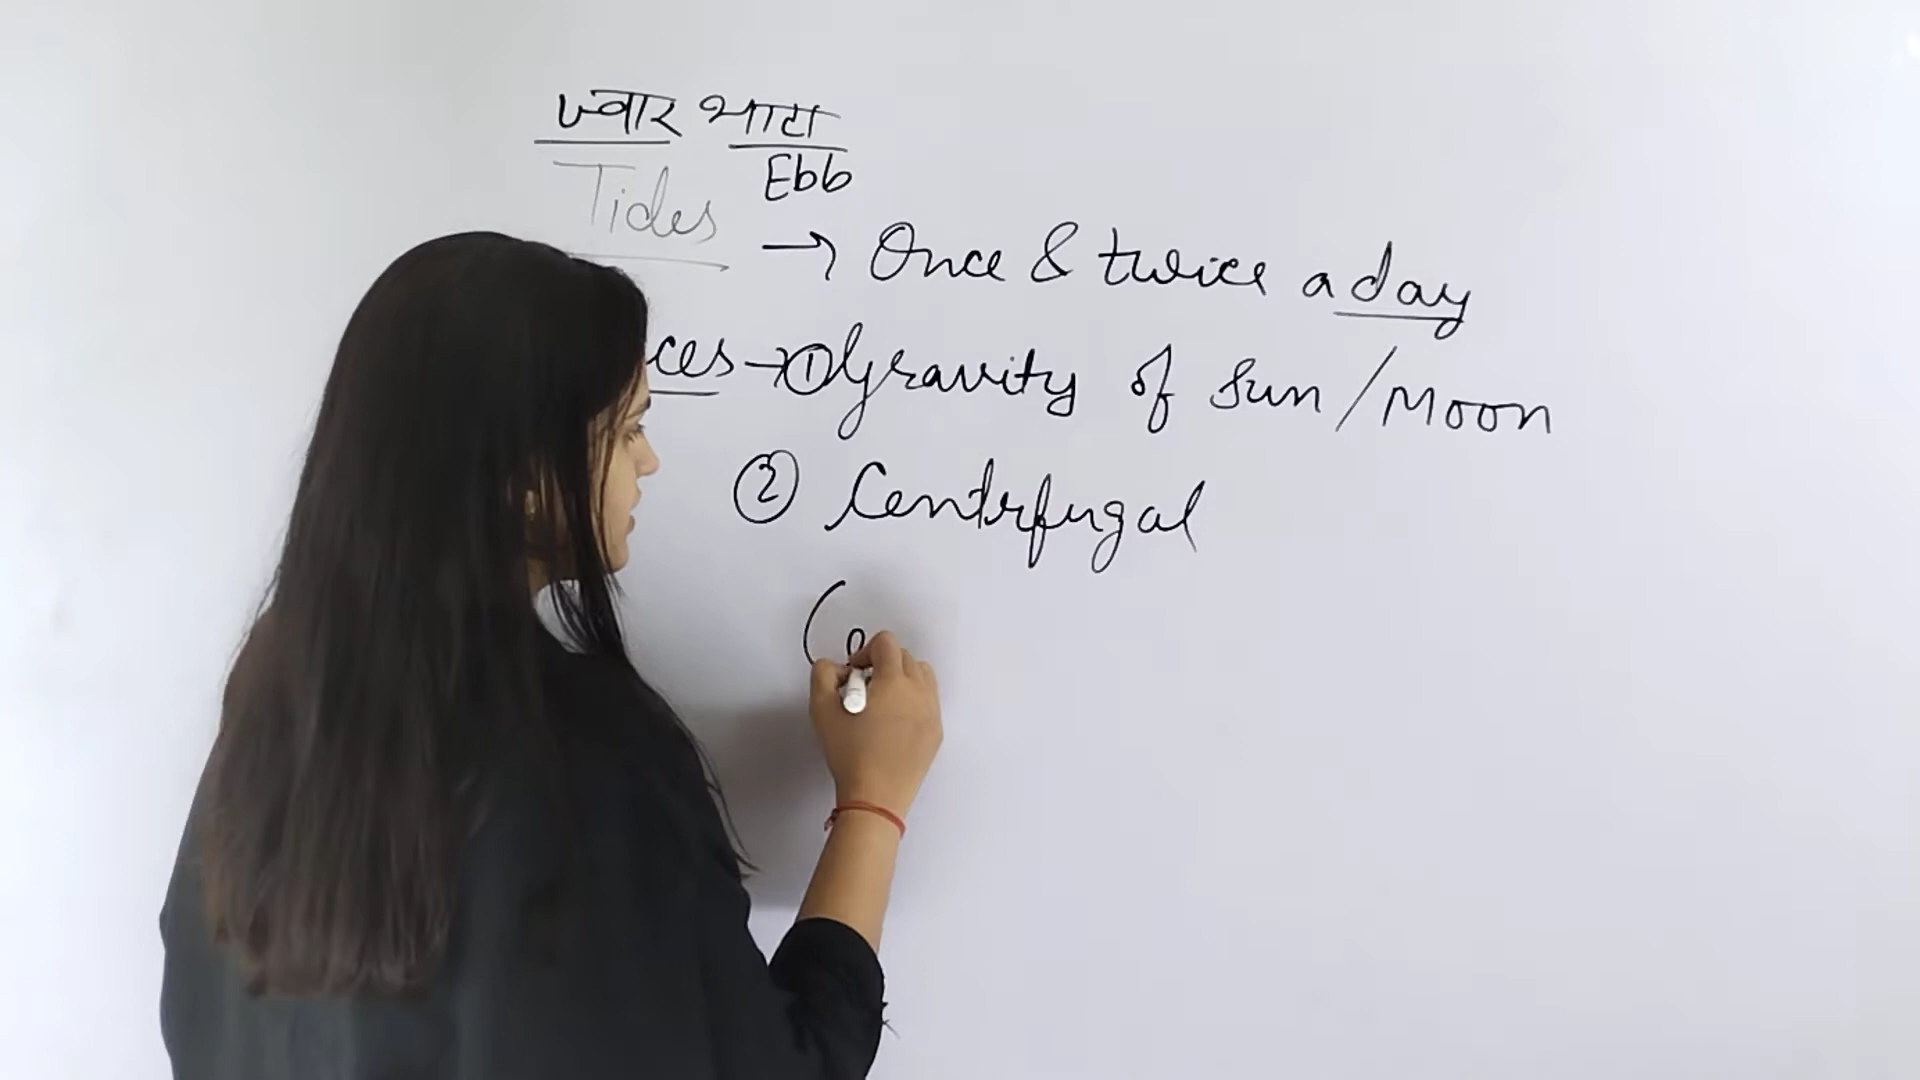 ज्वार भाटा
Ebb
Tides
→ Once & twice a day
ces → ① Gravity of Sun / Moon
② Centrifugal
(e